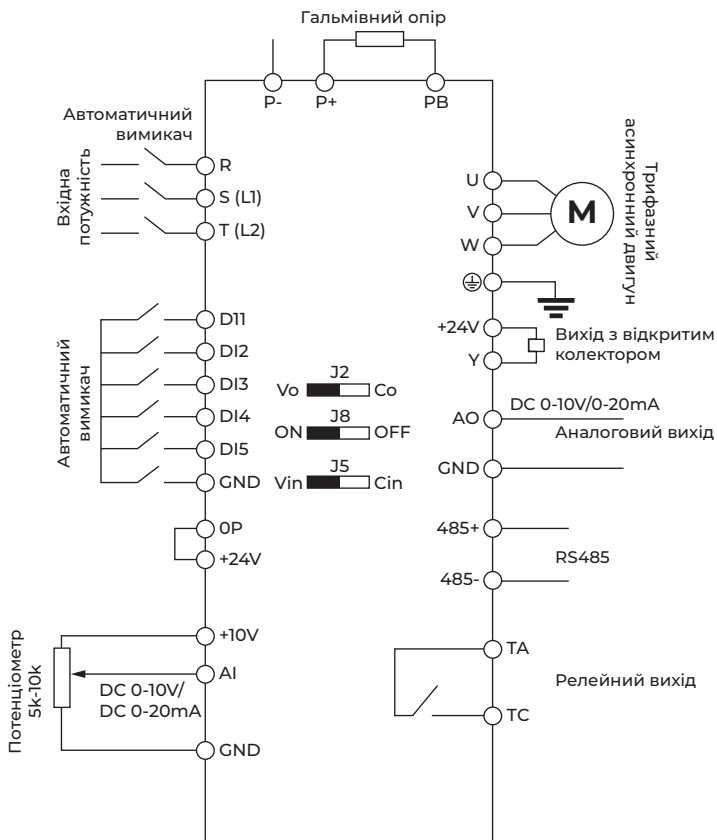 Гальмівний опір
P-
P+
PB
Автоматичний
вимикач
Вхідна
потужність
R
S (L1)
T (L2)
U
V
W
M
Трифазний
асинхронний двигун
+24V
Y
Вихід з відкритим
колектором
D11
DI2
DI3
DI4
DI5
GND
Автоматичний
вимикач
J2
Vo
Co
J8
ON
OFF
J5
Vin
Cin
AO
DC 0-10V/0-20mA
Аналоговий вихід
GND
0P
+24V
485+
485-
RS485
+10V
AI
GND
Потенціометр
5k-10k
DC 0-10V/
DC 0-20mA
TA
TC
Релейний вихід